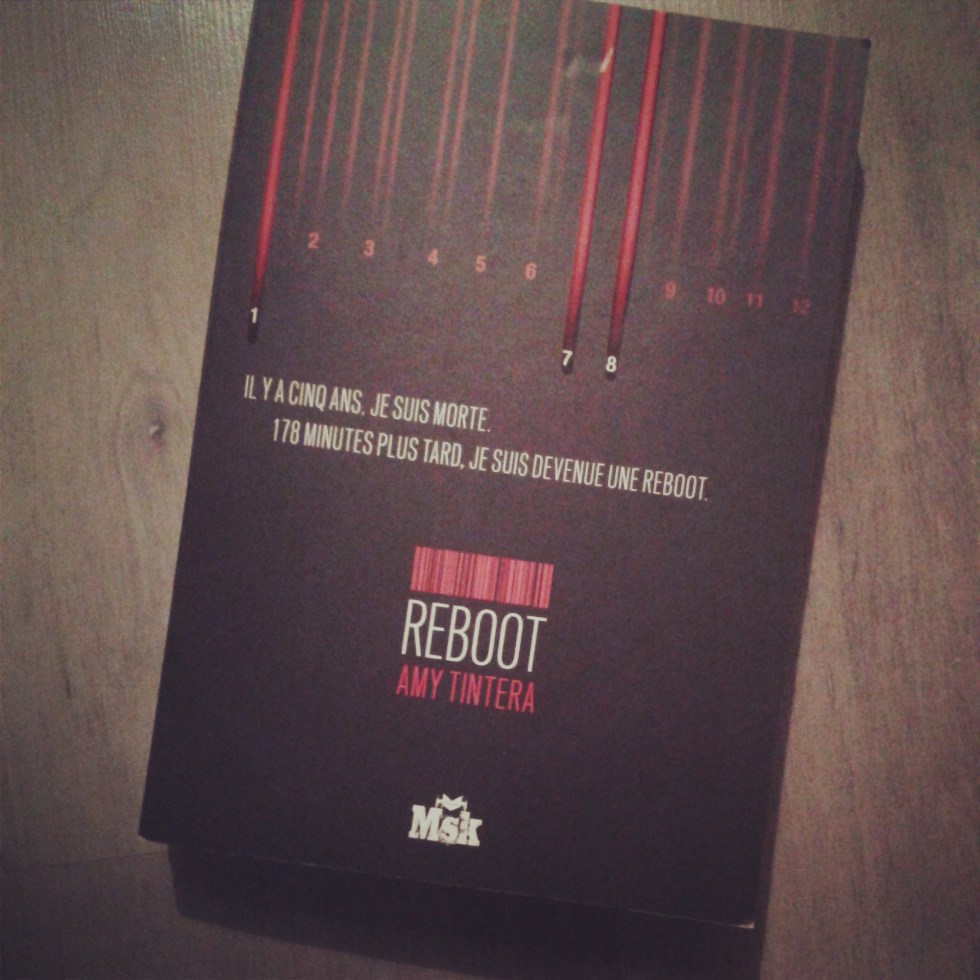 1 2 3 4 5 6 7 8 9 10 11 12
IL Y A CINQ ANS, JE SUIS MORTE.
178 MINUTES PLUS TARD, JE SUIS DEVENUE UNE REBOOT.
REBOOT
AMY TINTERA
Msk